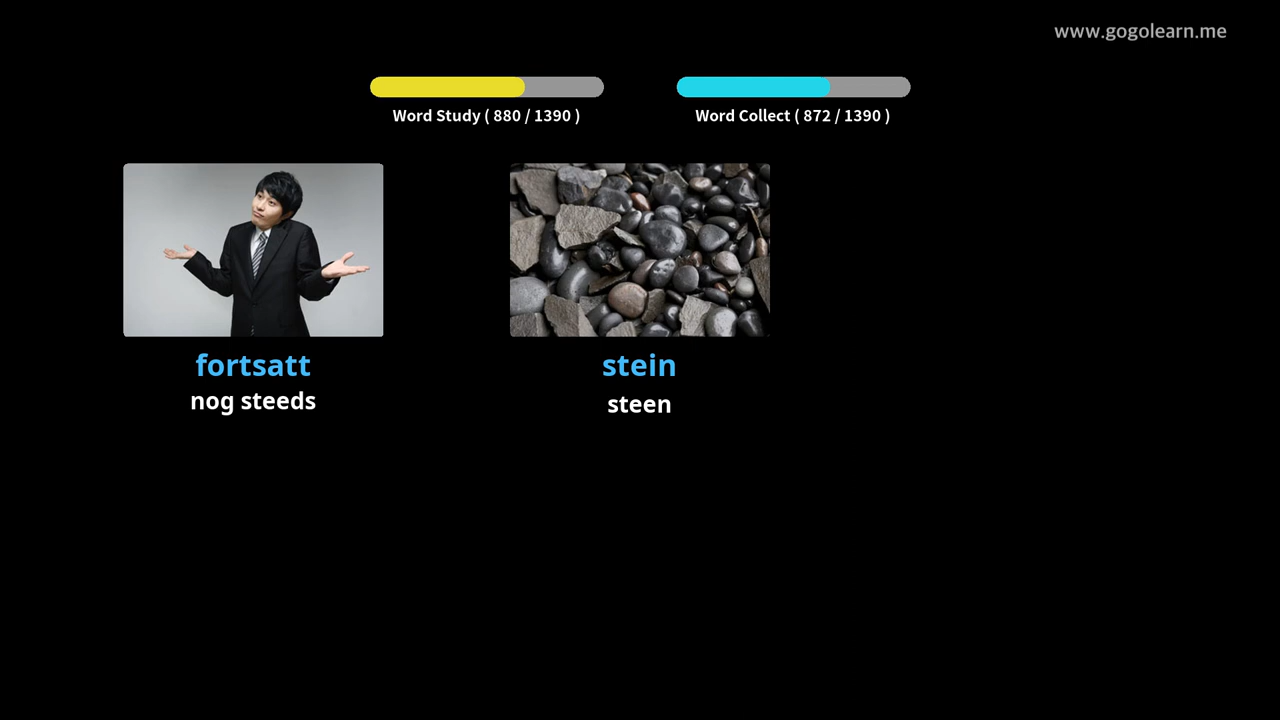 www.gogolearn.me
Word Study ( 880 / 1390 )
Word Collect ( 872 / 1390 )
fortsatt
nog steeds
stein
steen